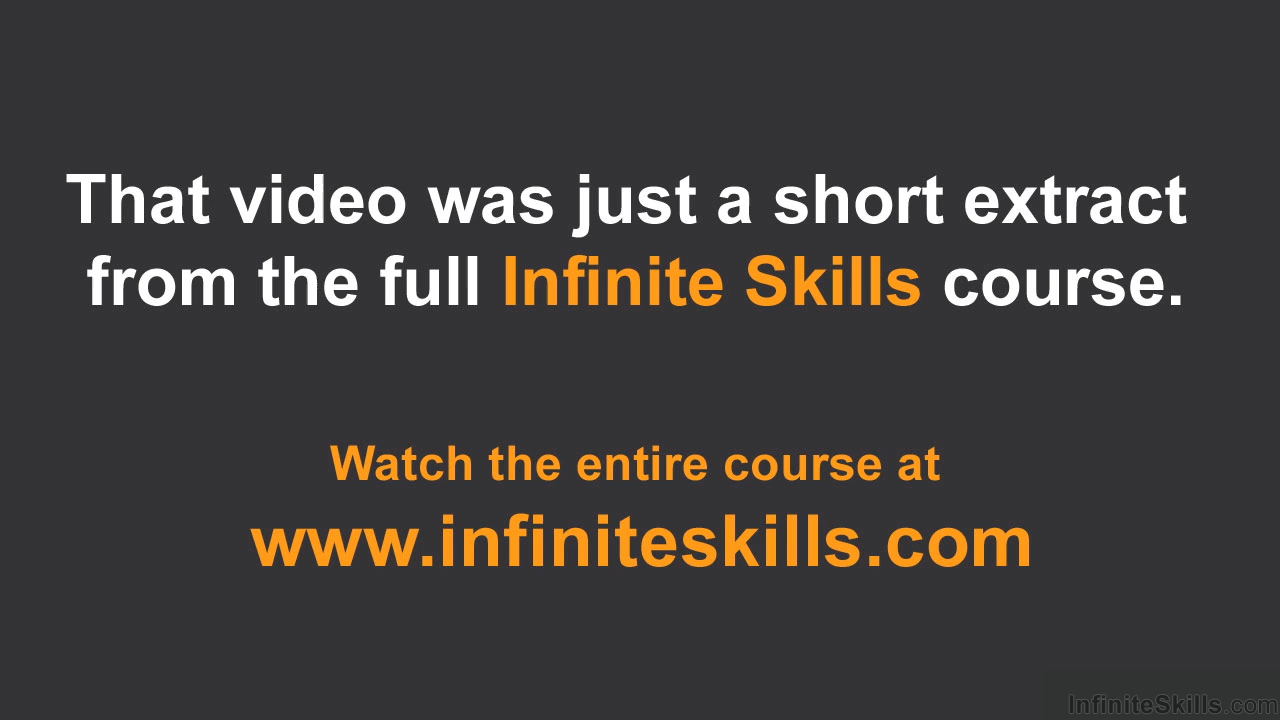 That video was just a short extract
from the full Infinite Skills course.
Watch the entire course at
www.infiniteskills.com
InfiniteSkills.com